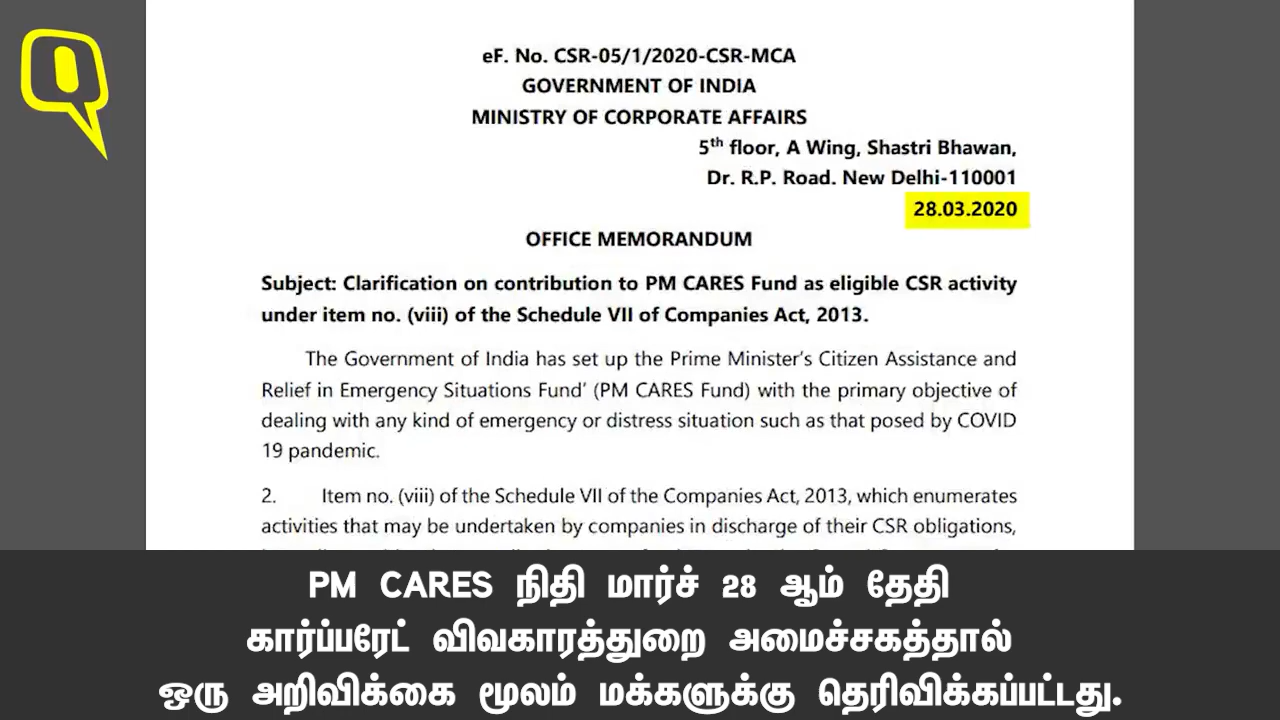 eF. No. CSR-05/1/2020-CSR-MCA
GOVERNMENT OF INDIA
MINISTRY OF CORPORATE AFFAIRS
5th floor, A Wing, Shastri Bhawan,
Dr. R.P. Road. New Delhi-110001
28.03.2020
OFFICE MEMORANDUM
Subject: Clarification on contribution to PM CARES Fund as eligible CSR activity
under item no. (viii) of the Schedule VII of Companies Act, 2013.
The Government of India has set up the Prime Minister's Citizen Assistance and
Relief in Emergency Situations Fund' (PM CARES Fund) with the primary objective of
dealing with any kind of emergency or distress situation such as that posed by COVID
19 pandemic.
2. Item no. (viii) of the Schedule VII of the Companies Act, 2013, which enumerates
activities that may be undertaken by companies in discharge of their CSR obligations,
PM CARES நிதி மார்ச் 28 ஆம் தேதி
கார்ப்பரேட் விவகாரத்துறை அமைச்சகத்தால்
ஒரு அறிவிக்கை மூலம் மக்களுக்கு தெரிவிக்கப்பட்டது.